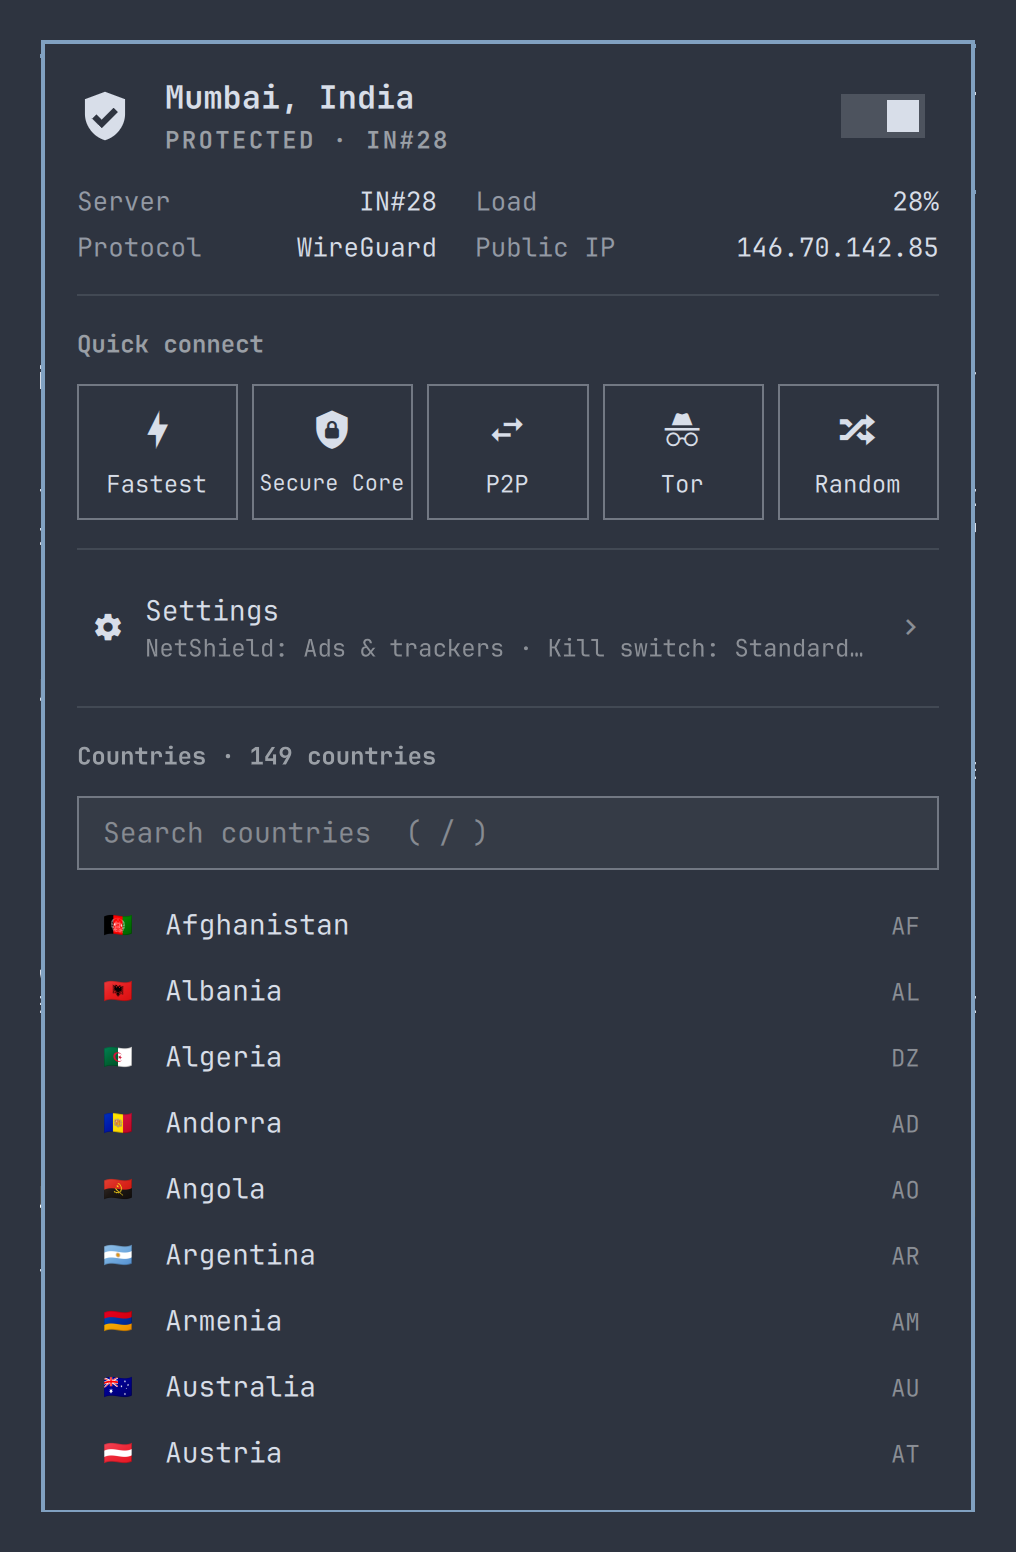 Mumbai, India
PROTECTED · IN#28
Server IN#28 Load 28%
Protocol WireGuard Public IP 146.70.142.85
Quick connect
Fastest Secure Core P2P Tor Random
Settings
NetShield: Ads & trackers · Kill switch: Standard…
Countries · 149 countries
Search countries ( / )
Afghanistan AF
Albania AL
Algeria DZ
Andorra AD
Angola AO
Argentina AR
Armenia AM
Australia AU
Austria AT